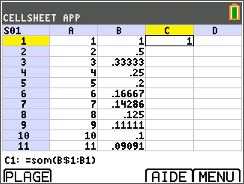 CELLSHEET APP
S01 A B C D
1 1 1 1
2 2 .5
3 3 .33333
4 4 .25
5 5 .2
6 6 .16667
7 7 .14286
8 8 .125
9 9 .11111
10 10 .1
11 11 .09091
C1: =som(B$1:B1)
PLAGE AIDE MENU